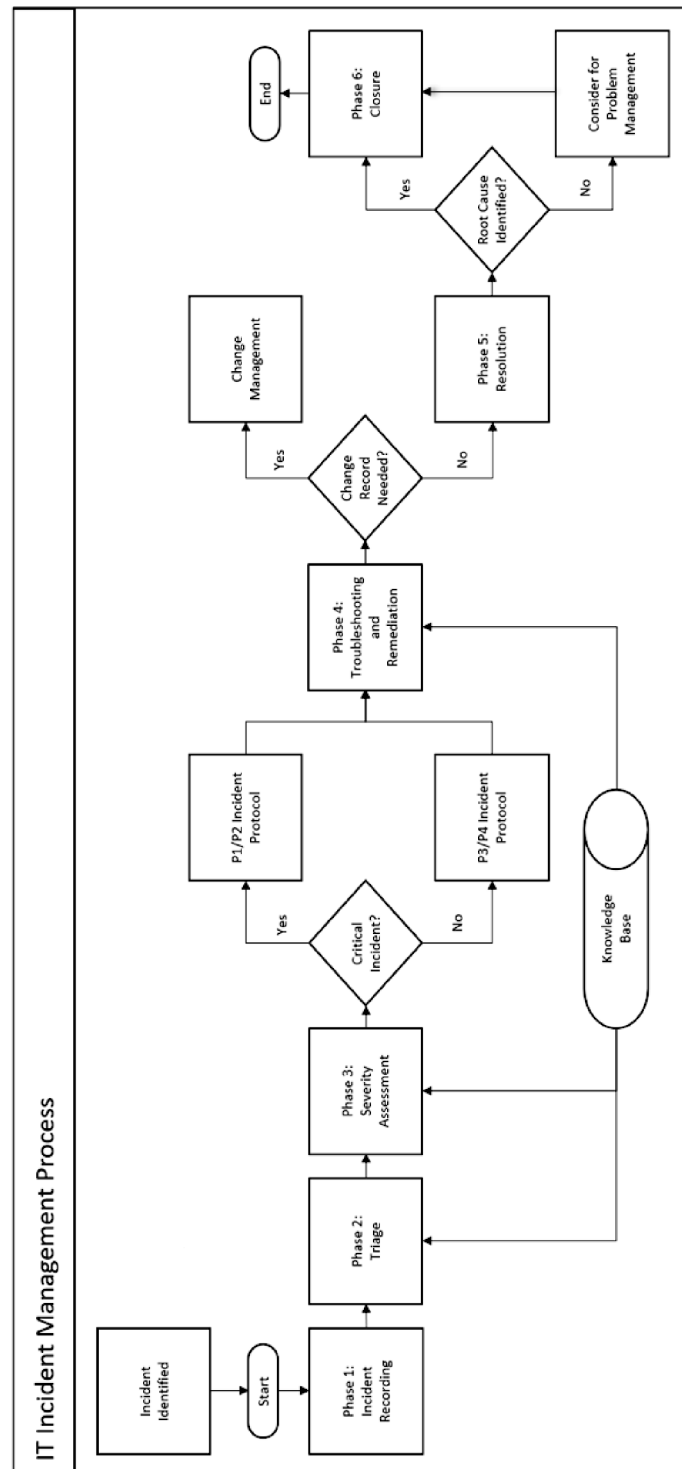 IT Incident Management Process
Incident
Identified
Start
Phase 1:
Incident
Recording
Phase 2:
Triage
Phase 3:
Severity
Assessment
Critical
Incident?
Yes
No
P1/P2 Incident
Protocol
P3/P4 Incident
Protocol
Knowledge
Base
Phase 4:
Troubleshooting
and
Remediation
Change
Record
Needed?
Yes
No
Change
Management
Phase 5:
Resolution
Root Cause
Identified?
Yes
No
Phase 6:
Closure
Consider for
Problem
Management
End